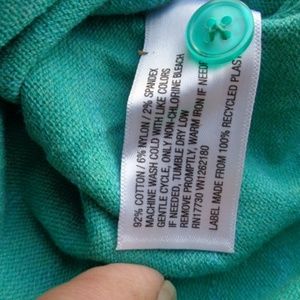 92% COTTON / 6% NYLON / 2% SPANDEX
MACHINE WASH COLD WITH LIKE COLORS
GENTLE CYCLE, ONLY NON-CHLORINE BLEACH
IF NEEDED, TUMBLE DRY LOW
REMOVE PROMPTLY, WARM IRON IF NEEDED
RN17730 VN1262180
LABEL MADE FROM 100% RECYCLED